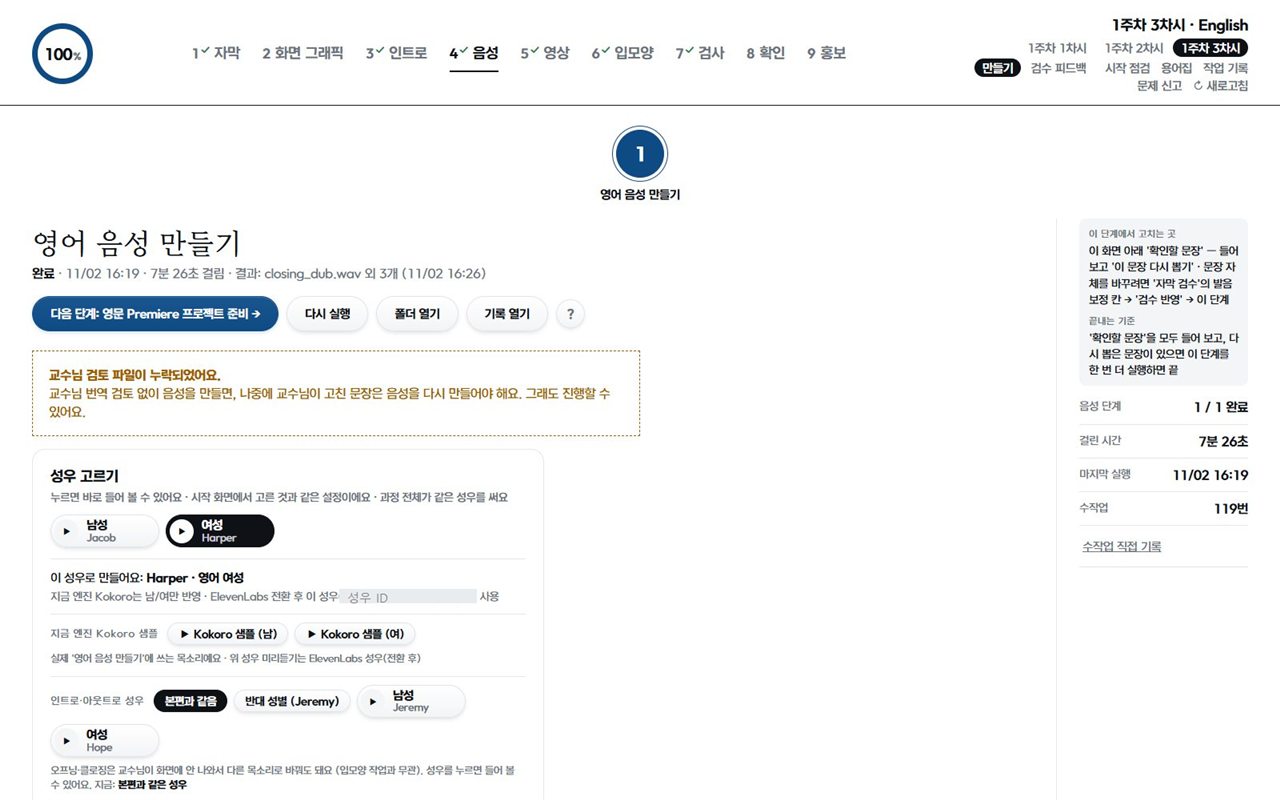 100%
1✓ 자막 2 화면 그래픽 3✓ 인트로 4✓ 음성 5✓ 영상 6✓ 입모양 7✓ 검사 8 확인 9 홍보
1주차 3차시 · English
1주차 1차시 1주차 2차시 1주차 3차시
만들기 검수 피드백 시작 점검 용어집 작업 기록
문제 신고 새로고침
1
영어 음성 만들기
영어 음성 만들기
완료 · 11/02 16:19 · 7분 26초 걸림 · 결과: closing_dub.wav 외 3개 (11/02 16:26)
다음 단계: 영문 Premiere 프로젝트 준비 → 다시 실행 폴더 열기 기록 열기 ?
교수님 검토 파일이 누락되었어요.
교수님 번역 검토 없이 음성을 만들면, 나중에 교수님이 고친 문장은 음성을 다시 만들어야 해요. 그래도 진행할 수
있어요.
성우 고르기
누르면 바로 들어 볼 수 있어요 · 시작 화면에서 고른 것과 같은 설정이에요 · 과정 전체가 같은 성우를 써요
▶ 남성 ▶ 여성
Jacob Harper
이 성우로 만들어요: Harper · 영어 여성
지금 엔진 Kokoro는 남/여만 반영 · ElevenLabs 전환 후 이 성우 성우 ID 사용
지금 엔진 Kokoro 샘플 ▶ Kokoro 샘플 (남) ▶ Kokoro 샘플 (여)
실제 '영어 음성 만들기'에 쓰는 목소리예요 · 위 성우 미리듣기는 ElevenLabs 성우(전환 후)
인트로·아웃트로 성우 본편과 같음 반대 성별 (Jeremy) ▶ 남성
Jeremy
▶ 여성
Hope
오프닝·클로징은 교수님이 화면에 안 나와서 다른 목소리로 바꿔도 돼요 (입모양 작업과 무관). 성우를 누르면 들어 볼
수 있어요. 지금: 본편과 같은 성우
이 단계에서 고치는 곳
이 화면 아래 '확인할 문장' — 들어
보고 '이 문장 다시 뽑기' · 문장 자
체를 바꾸려면 '자막 검수'의 발음
보정 칸 → '검수 반영' → 이 단계
끝내는 기준
'확인할 문장'을 모두 들어 보고, 다
시 뽑은 문장이 있으면 이 단계를
한 번 더 실행하면 끝
음성 단계 1 / 1 완료
걸린 시간 7분 26초
마지막 실행 11/02 16:19
수작업 119번
수작업 직접 기록